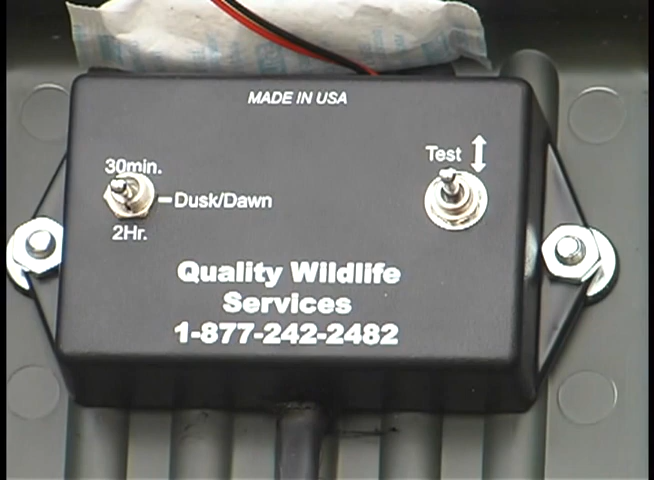 MADE IN USA
30min.
Test
Dusk/Dawn
2Hr.
Quality Wildlife
Services
1-877-242-2482